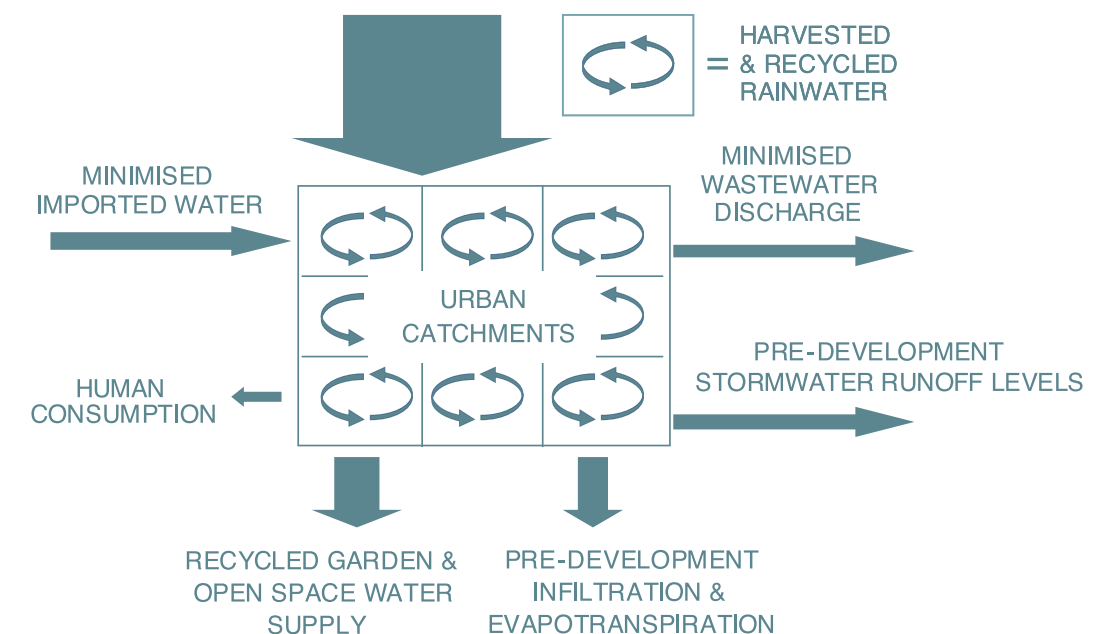 =
HARVESTED
& RECYCLED
RAINWATER
MINIMISED
IMPORTED WATER
MINIMISED
WASTEWATER
DISCHARGE
URBAN
CATCHMENTS
HUMAN
CONSUMPTION
PRE-DEVELOPMENT
STORMWATER RUNOFF LEVELS
RECYCLED GARDEN &
OPEN SPACE WATER
SUPPLY
PRE-DEVELOPMENT
INFILTRATION &
EVAPOTRANSPIRATION